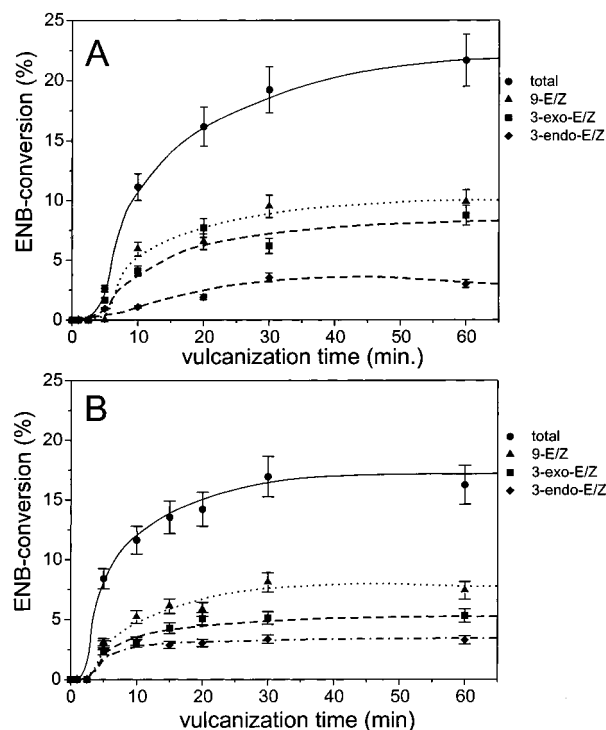 A
ENB-conversion (%)
25
20
15
10
5
0
0 10 20 30 40 50 60
vulcanization time (min.)
total
9-E/Z
3-exo-E/Z
3-endo-E/Z
B
ENB-conversion (%)
25
20
15
10
5
0
0 10 20 30 40 50 60
vulcanization time (min)
total
9-E/Z
3-exo-E/Z
3-endo-E/Z